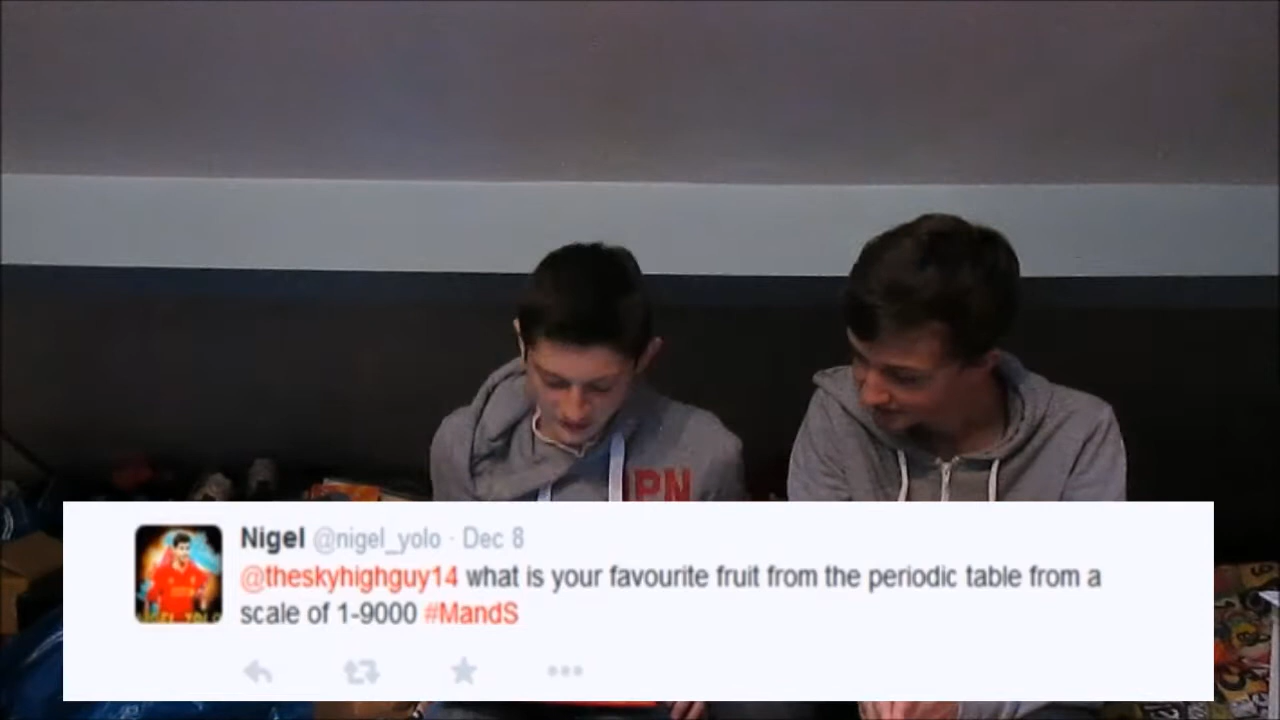 PN
Nigel @nigel_yolo · Dec 8
@theskyhighguy14 what is your favourite fruit from the periodic table from a
scale of 1-9000 #MandS